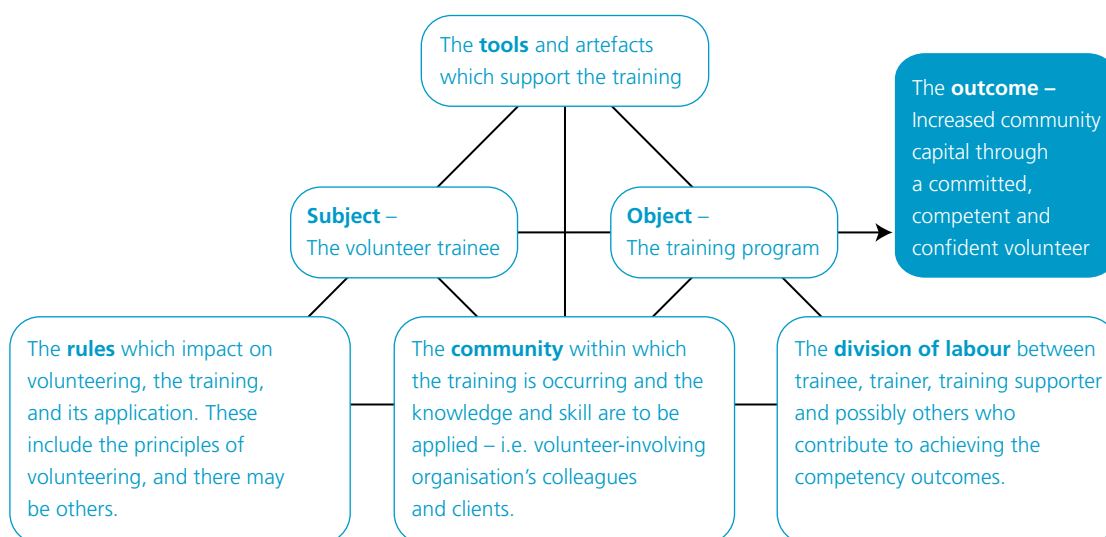 The tools and artefacts
which support the training
The outcome –
Increased community
capital through
a committed,
competent and
confident volunteer
Subject –
The volunteer trainee
Object –
The training program
The rules which impact on
volunteering, the training,
and its application. These
include the principles of
volunteering, and there may
be others.
The community within which
the training is occurring and the
knowledge and skill are to be
applied – i.e. volunteer-involving
organisation’s colleagues
and clients.
The division of labour between
trainee, trainer, training supporter
and possibly others who
contribute to achieving the
competency outcomes.